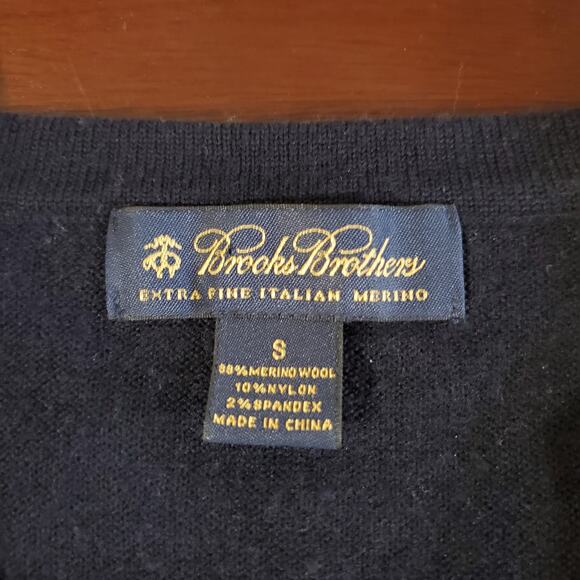 Brooks Brothers
EXTRA FINE ITALIAN MERINO
S
88% MERINO WOOL
10% NYLON
2% SPANDEX
MADE IN CHINA